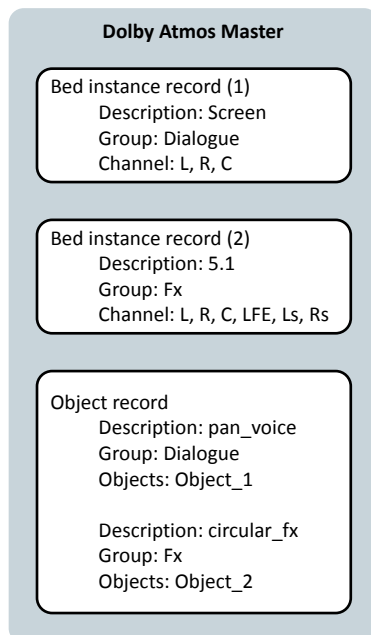 Dolby Atmos Master
Bed instance record (1)
Description: Screen
Group: Dialogue
Channel: L, R, C
Bed instance record (2)
Description: 5.1
Group: Fx
Channel: L, R, C, LFE, Ls, Rs
Object record
Description: pan_voice
Group: Dialogue
Objects: Object_1
Description: circular_fx
Group: Fx
Objects: Object_2